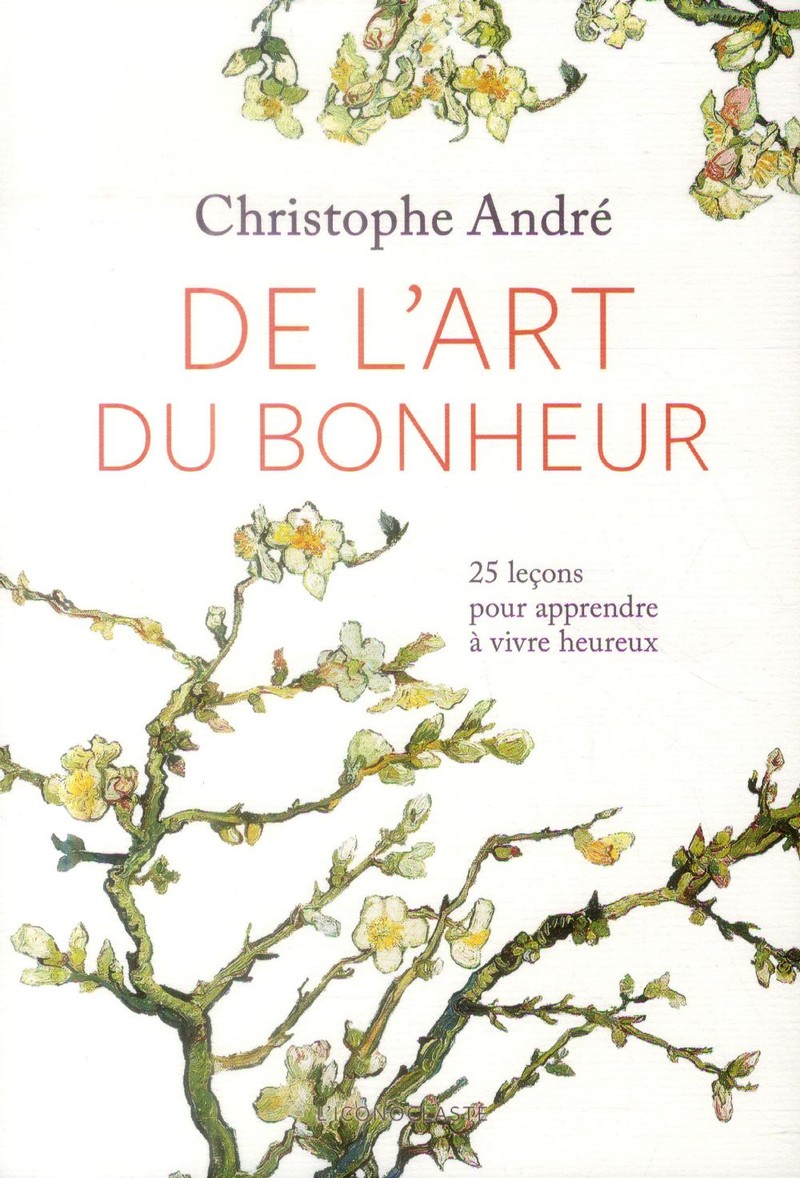 Christophe André
DE L’ART
DU BONHEUR
25 leçons
pour apprendre
à vivre heureux
L’ICONOCLASTE